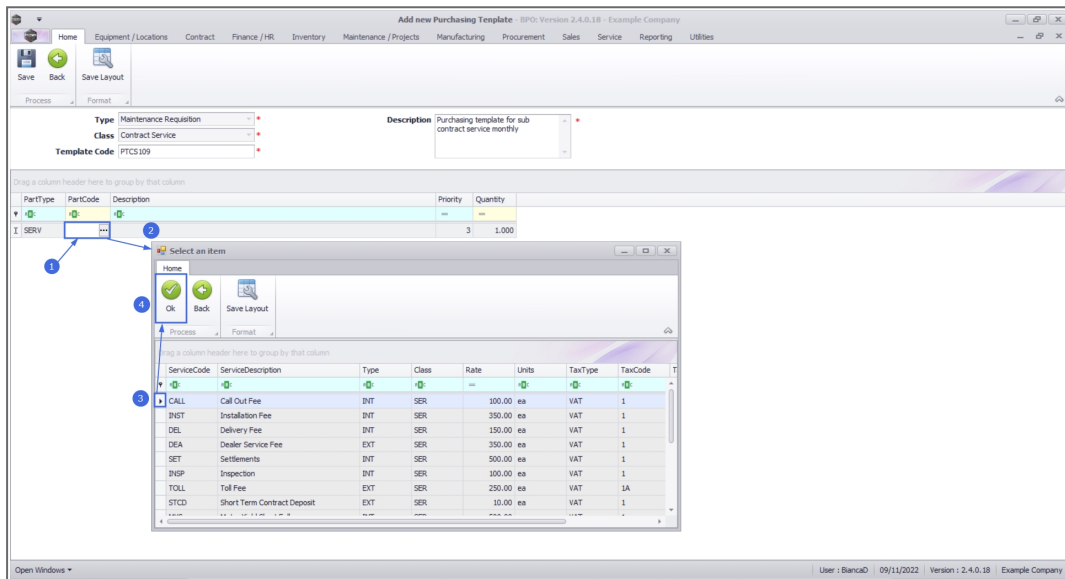 Add new Purchasing Template - BPO: Version 2.4.0.18 - Example Company
Home Equipment / Locations Contract Finance / HR Inventory Maintenance / Projects Manufacturing Procurement Sales Service Reporting Utilities
Save Back Save Layout
Process Format
Type Maintenance Requisition * Description Purchasing template for sub *
Class Contract Service * contract service monthly
Template Code PTCS109 *
Drag a column header here to group by that column
PartType PartCode Description Priority Quantity
I SERV ... 2 3 1.000
1
Select an item
Home
4 Ok Back Save Layout
Process Format
Drag a column header here to group by that column
ServiceCode ServiceDescription Type Class Rate Units TaxType TaxCode T
3 CALL Call Out Fee INT SER 100.00 ea VAT 1
INST Installation Fee INT SER 350.00 ea VAT 1
DEL Delivery Fee INT SER 150.00 ea VAT 1
DEA Dealer Service Fee EXT SER 350.00 ea VAT 1
SET Settlements INT SER 500.00 ea VAT 1
INSP Inspection INT SER 100.00 ea VAT 1
TOLL Toll Fee EXT SER 250.00 ea VAT 1A
STCD Short Term Contract Deposit EXT SER 10.00 ea VAT 1
Open Windows User : BiancaD 09/11/2022 Version : 2.4.0.18 Example Company